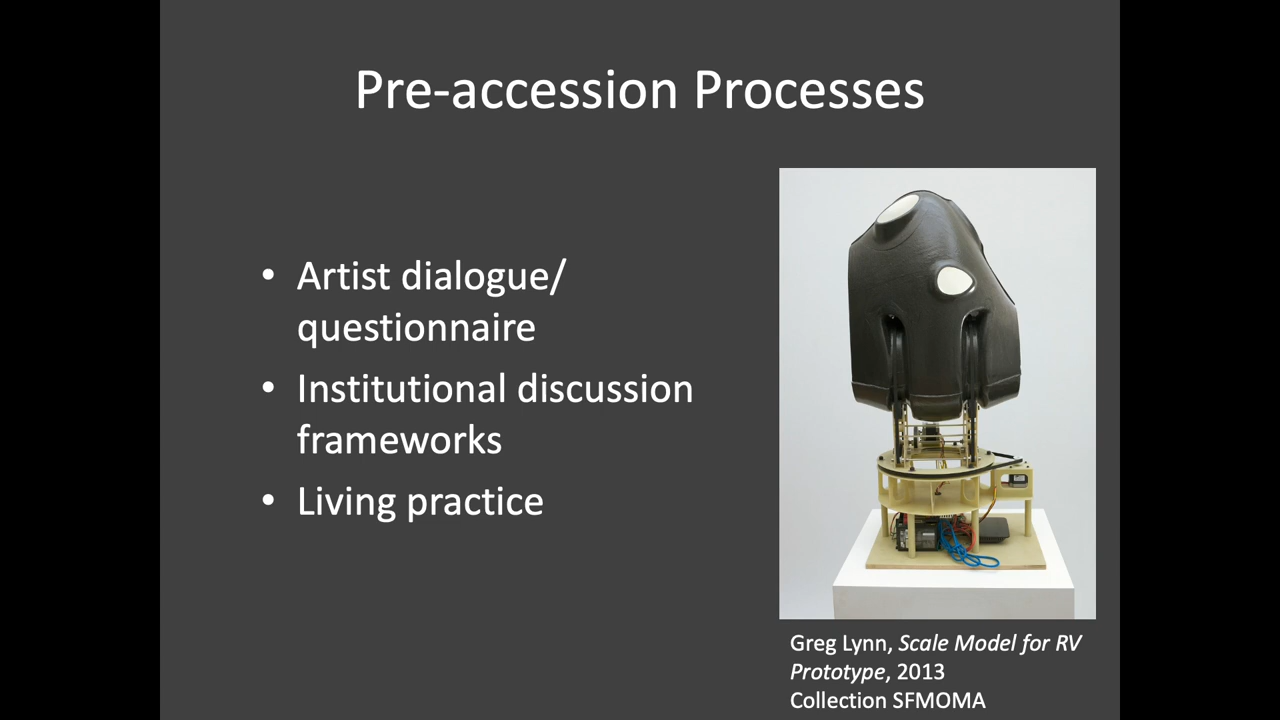 Pre-accession Processes
• Artist dialogue/
questionnaire
• Institutional discussion
frameworks
• Living practice
Greg Lynn, Scale Model for RV
Prototype, 2013
Collection SFMOMA